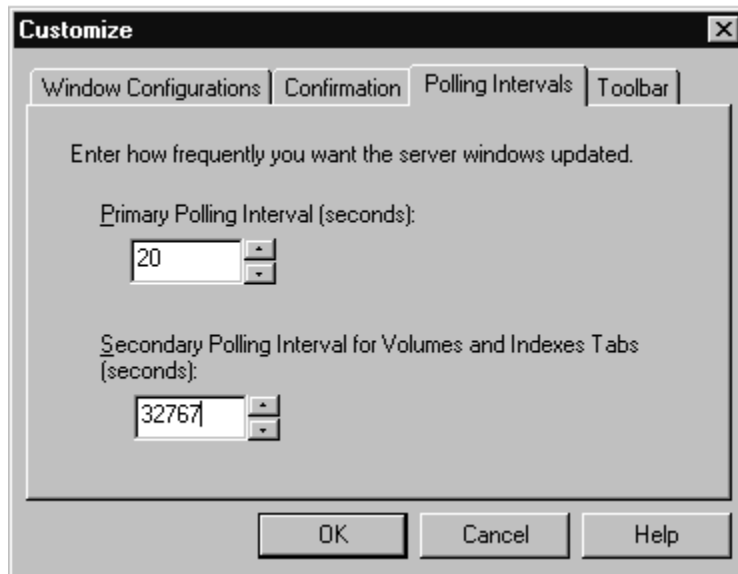 Customize
Window Configurations Confirmation Polling Intervals Toolbar
Enter how frequently you want the server windows updated.
Primary Polling Interval (seconds):
20
Secondary Polling Interval for Volumes and Indexes Tabs
(seconds):
32767
OK Cancel Help